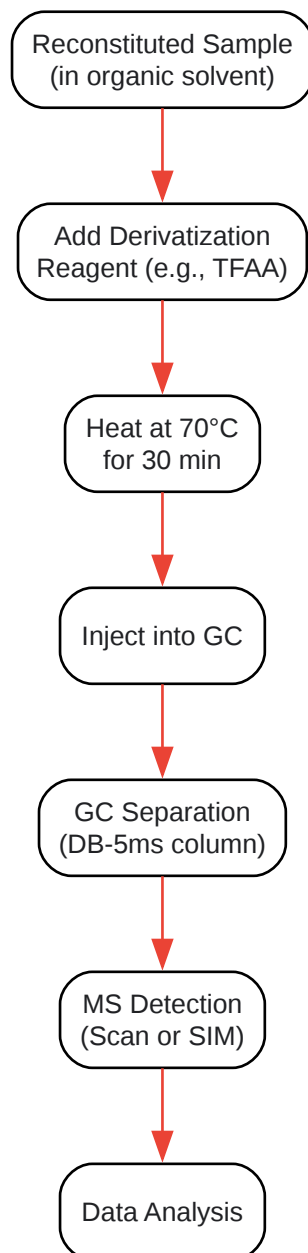 Reconstituted Sample
(in organic solvent)
Add Derivatization
Reagent (e.g., TFAA)
Heat at 70°C
for 30 min
Inject into GC
GC Separation
(DB-5ms column)
MS Detection
(Scan or SIM)
Data Analysis